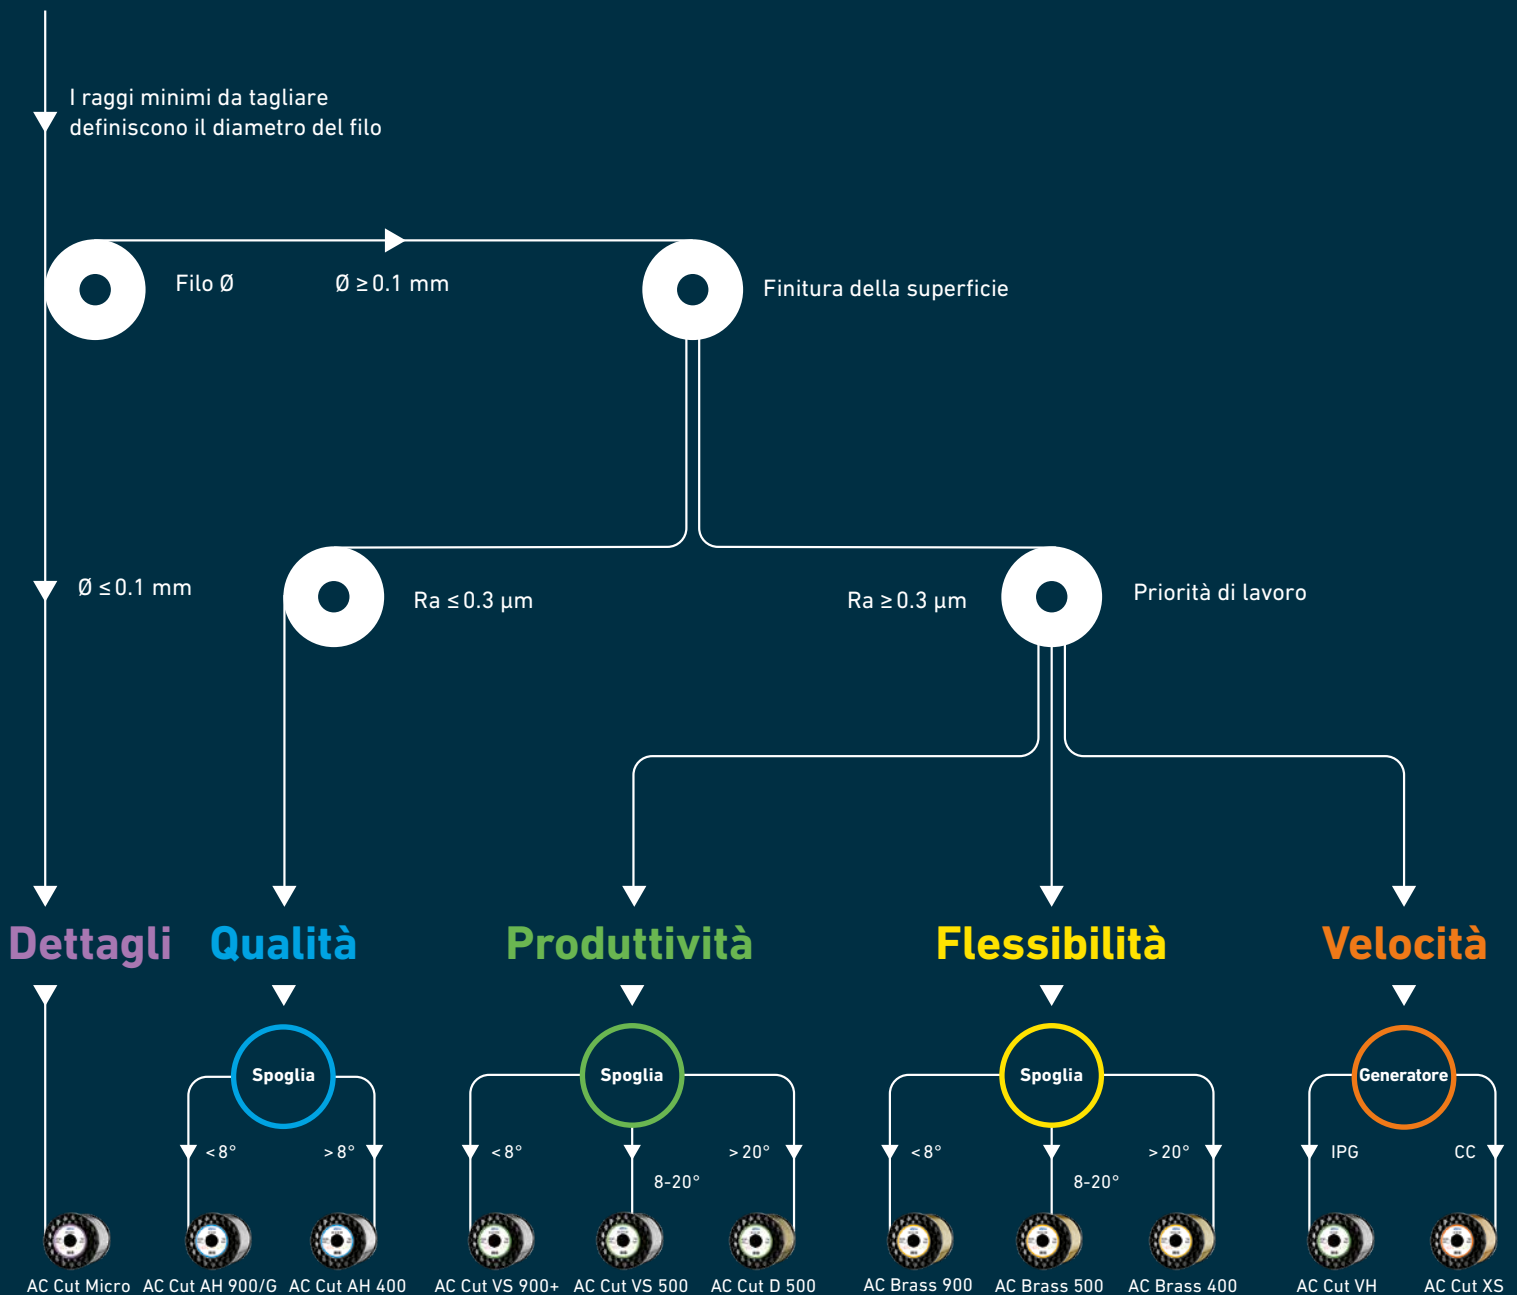 I raggi minimi da tagliare
definiscono il diametro del filo
Filo Ø
Ø ≥ 0.1 mm
Finitura della superficie
Ø ≤ 0.1 mm
Ra ≤ 0.3 µm
Ra ≥ 0.3 µm
Priorità di lavoro
Dettagli
Qualità
Produttività
Flessibilità
Velocità
Spoglia
Spoglia
Spoglia
Generatore
< 8°
> 8°
< 8°
8-20°
> 20°
< 8°
8-20°
> 20°
IPG
CC
AC Cut Micro
AC Cut AH 900/G
AC Cut AH 400
AC Cut VS 900+
AC Cut VS 500
AC Cut D 500
AC Brass 900
AC Brass 500
AC Brass 400
AC Cut VH
AC Cut XS